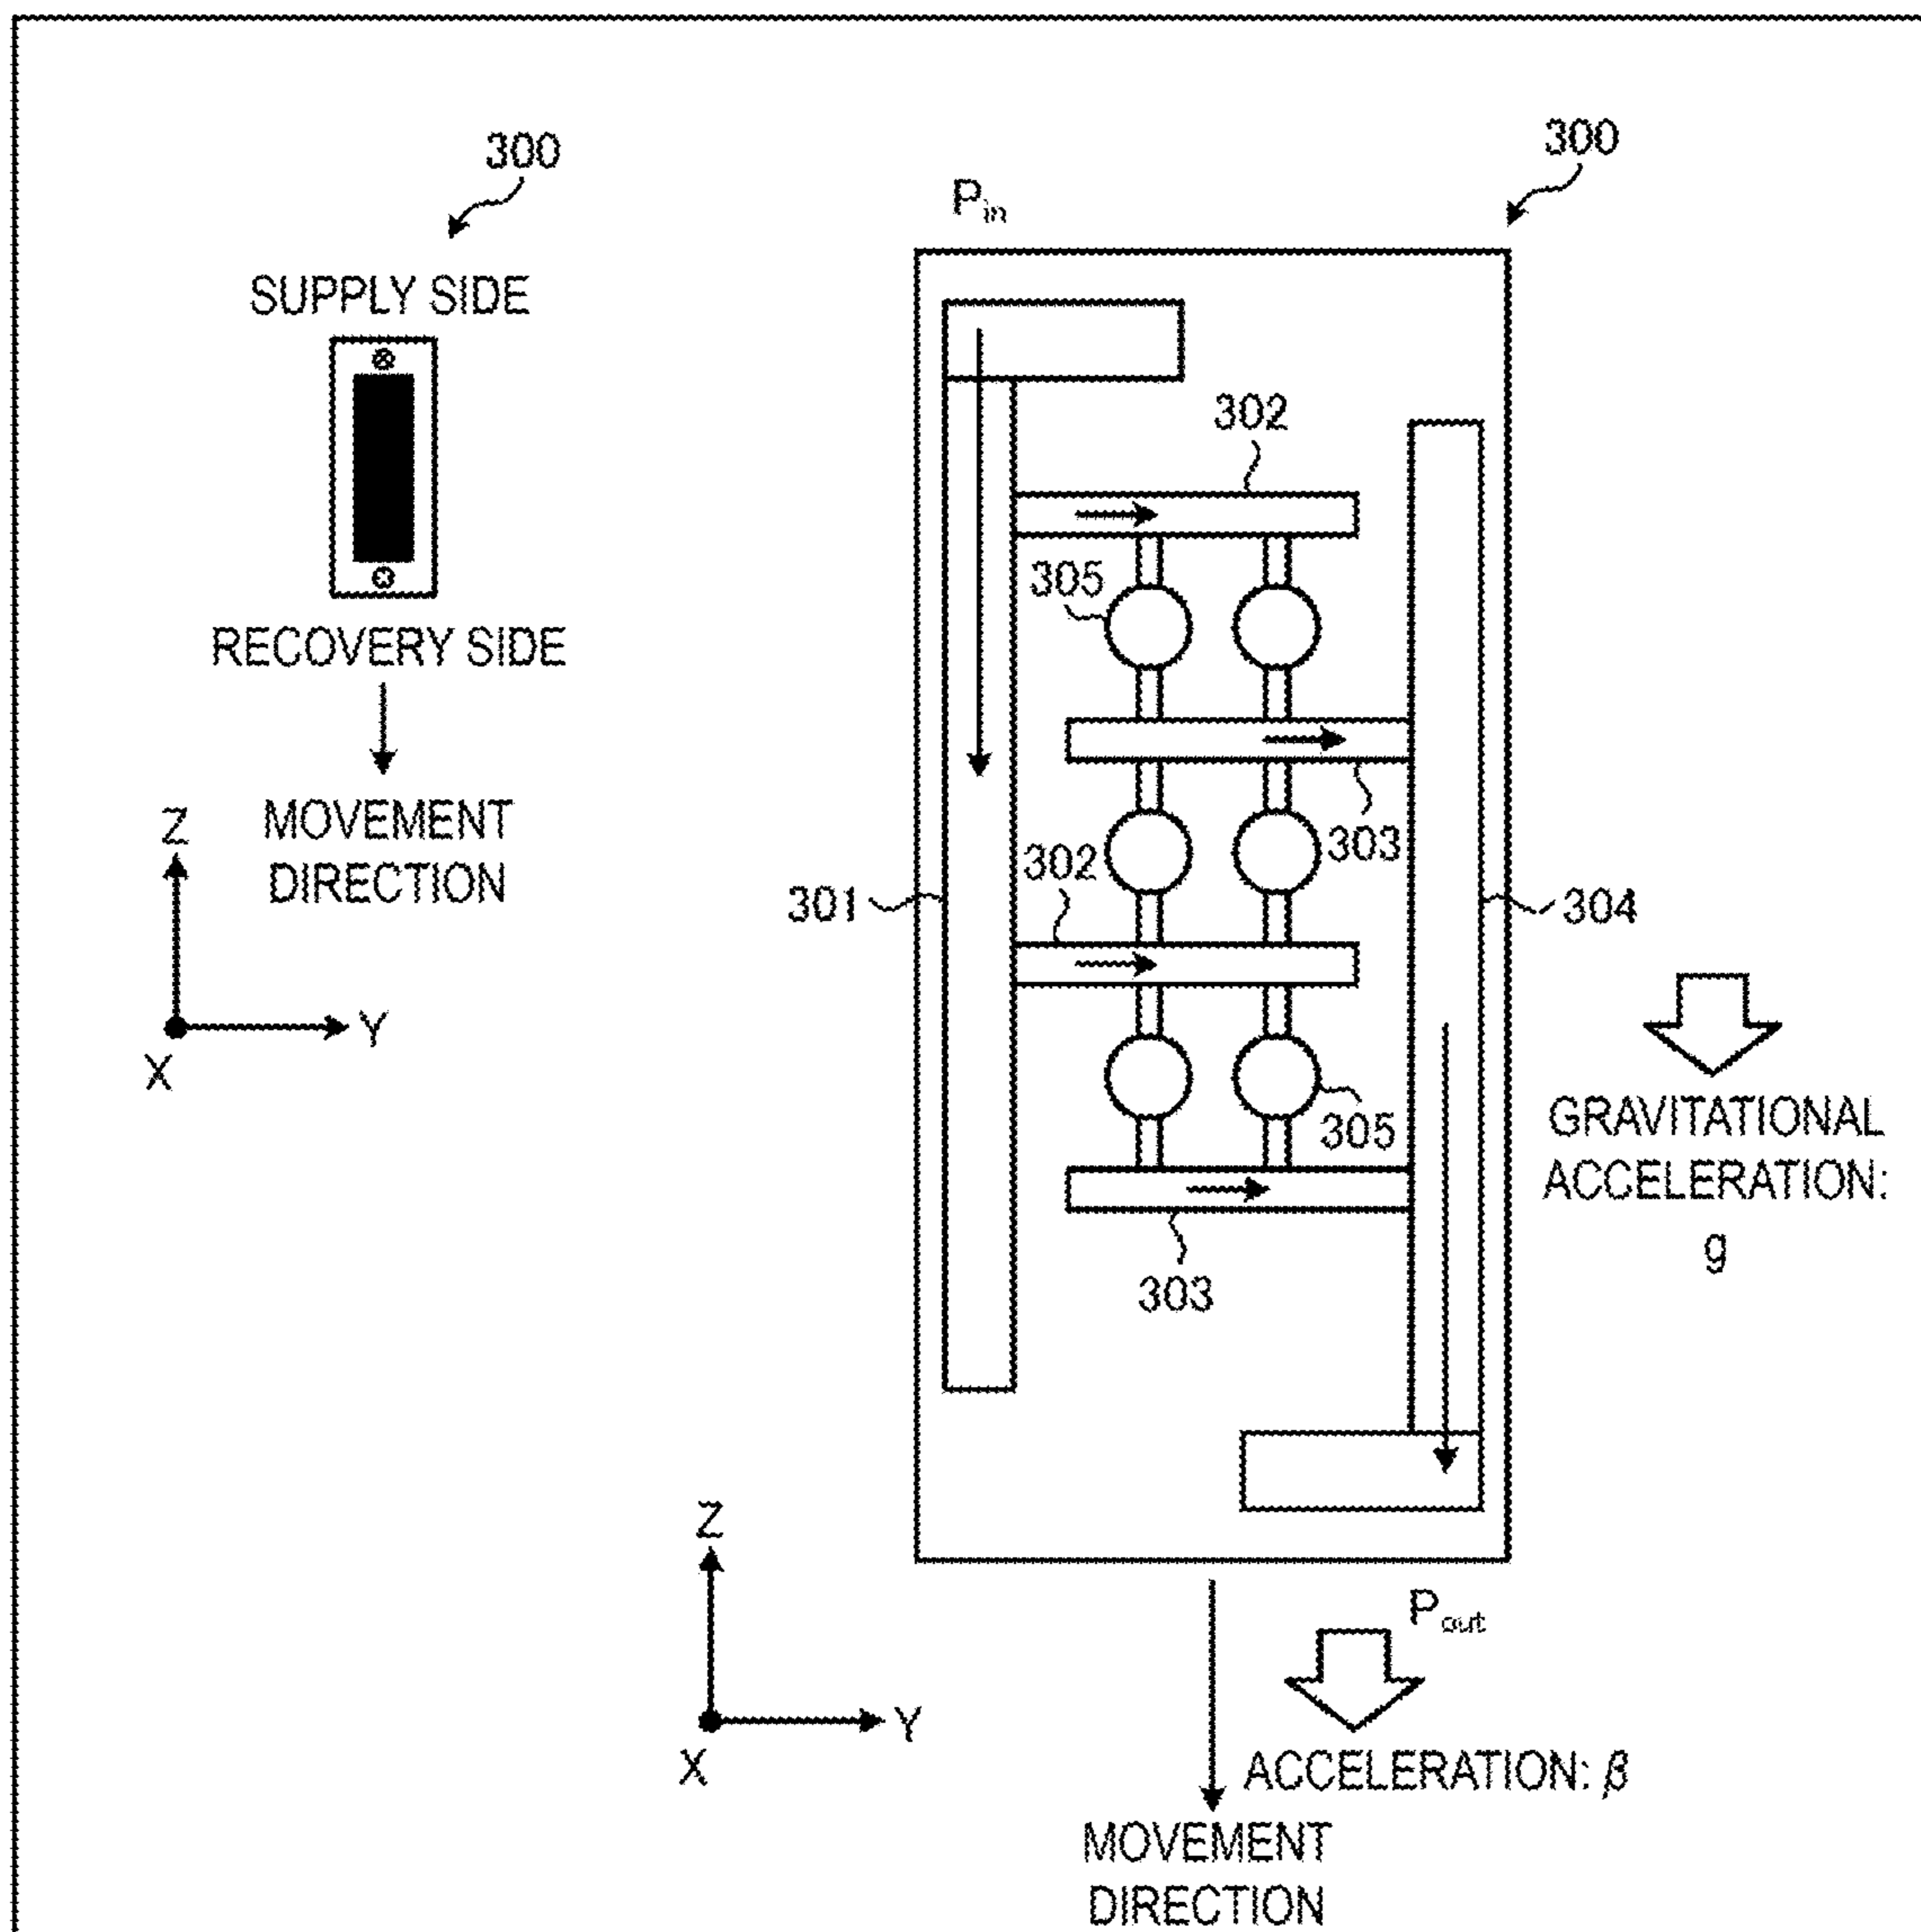 300
SUPPLY SIDE
RECOVERY SIDE
MOVEMENT
DIRECTION
Z
Y
X
300
Pin
302
305
303
302
301
304
305
303
GRAVITATIONAL
ACCELERATION:
g
Pout
Z
Y
X
ACCELERATION: β
MOVEMENT
DIRECTION